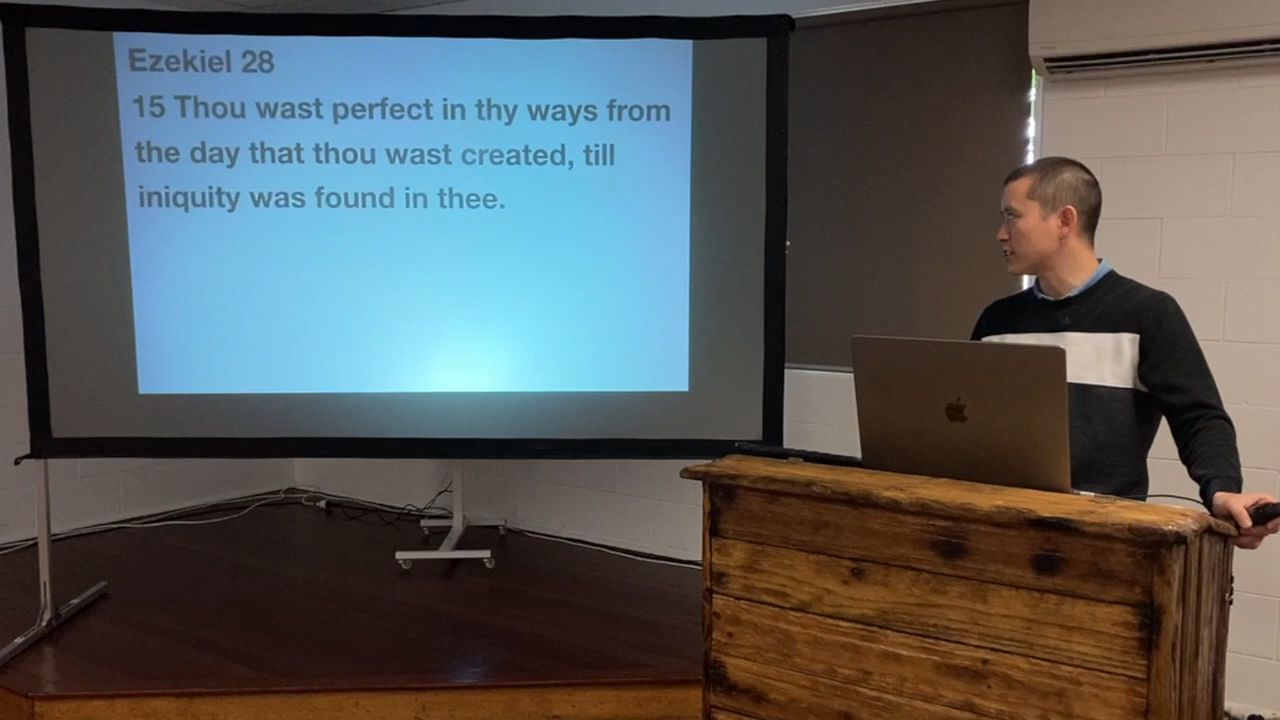 Ezekiel 28
15 Thou wast perfect in thy ways from
the day that thou wast created, till
iniquity was found in thee.